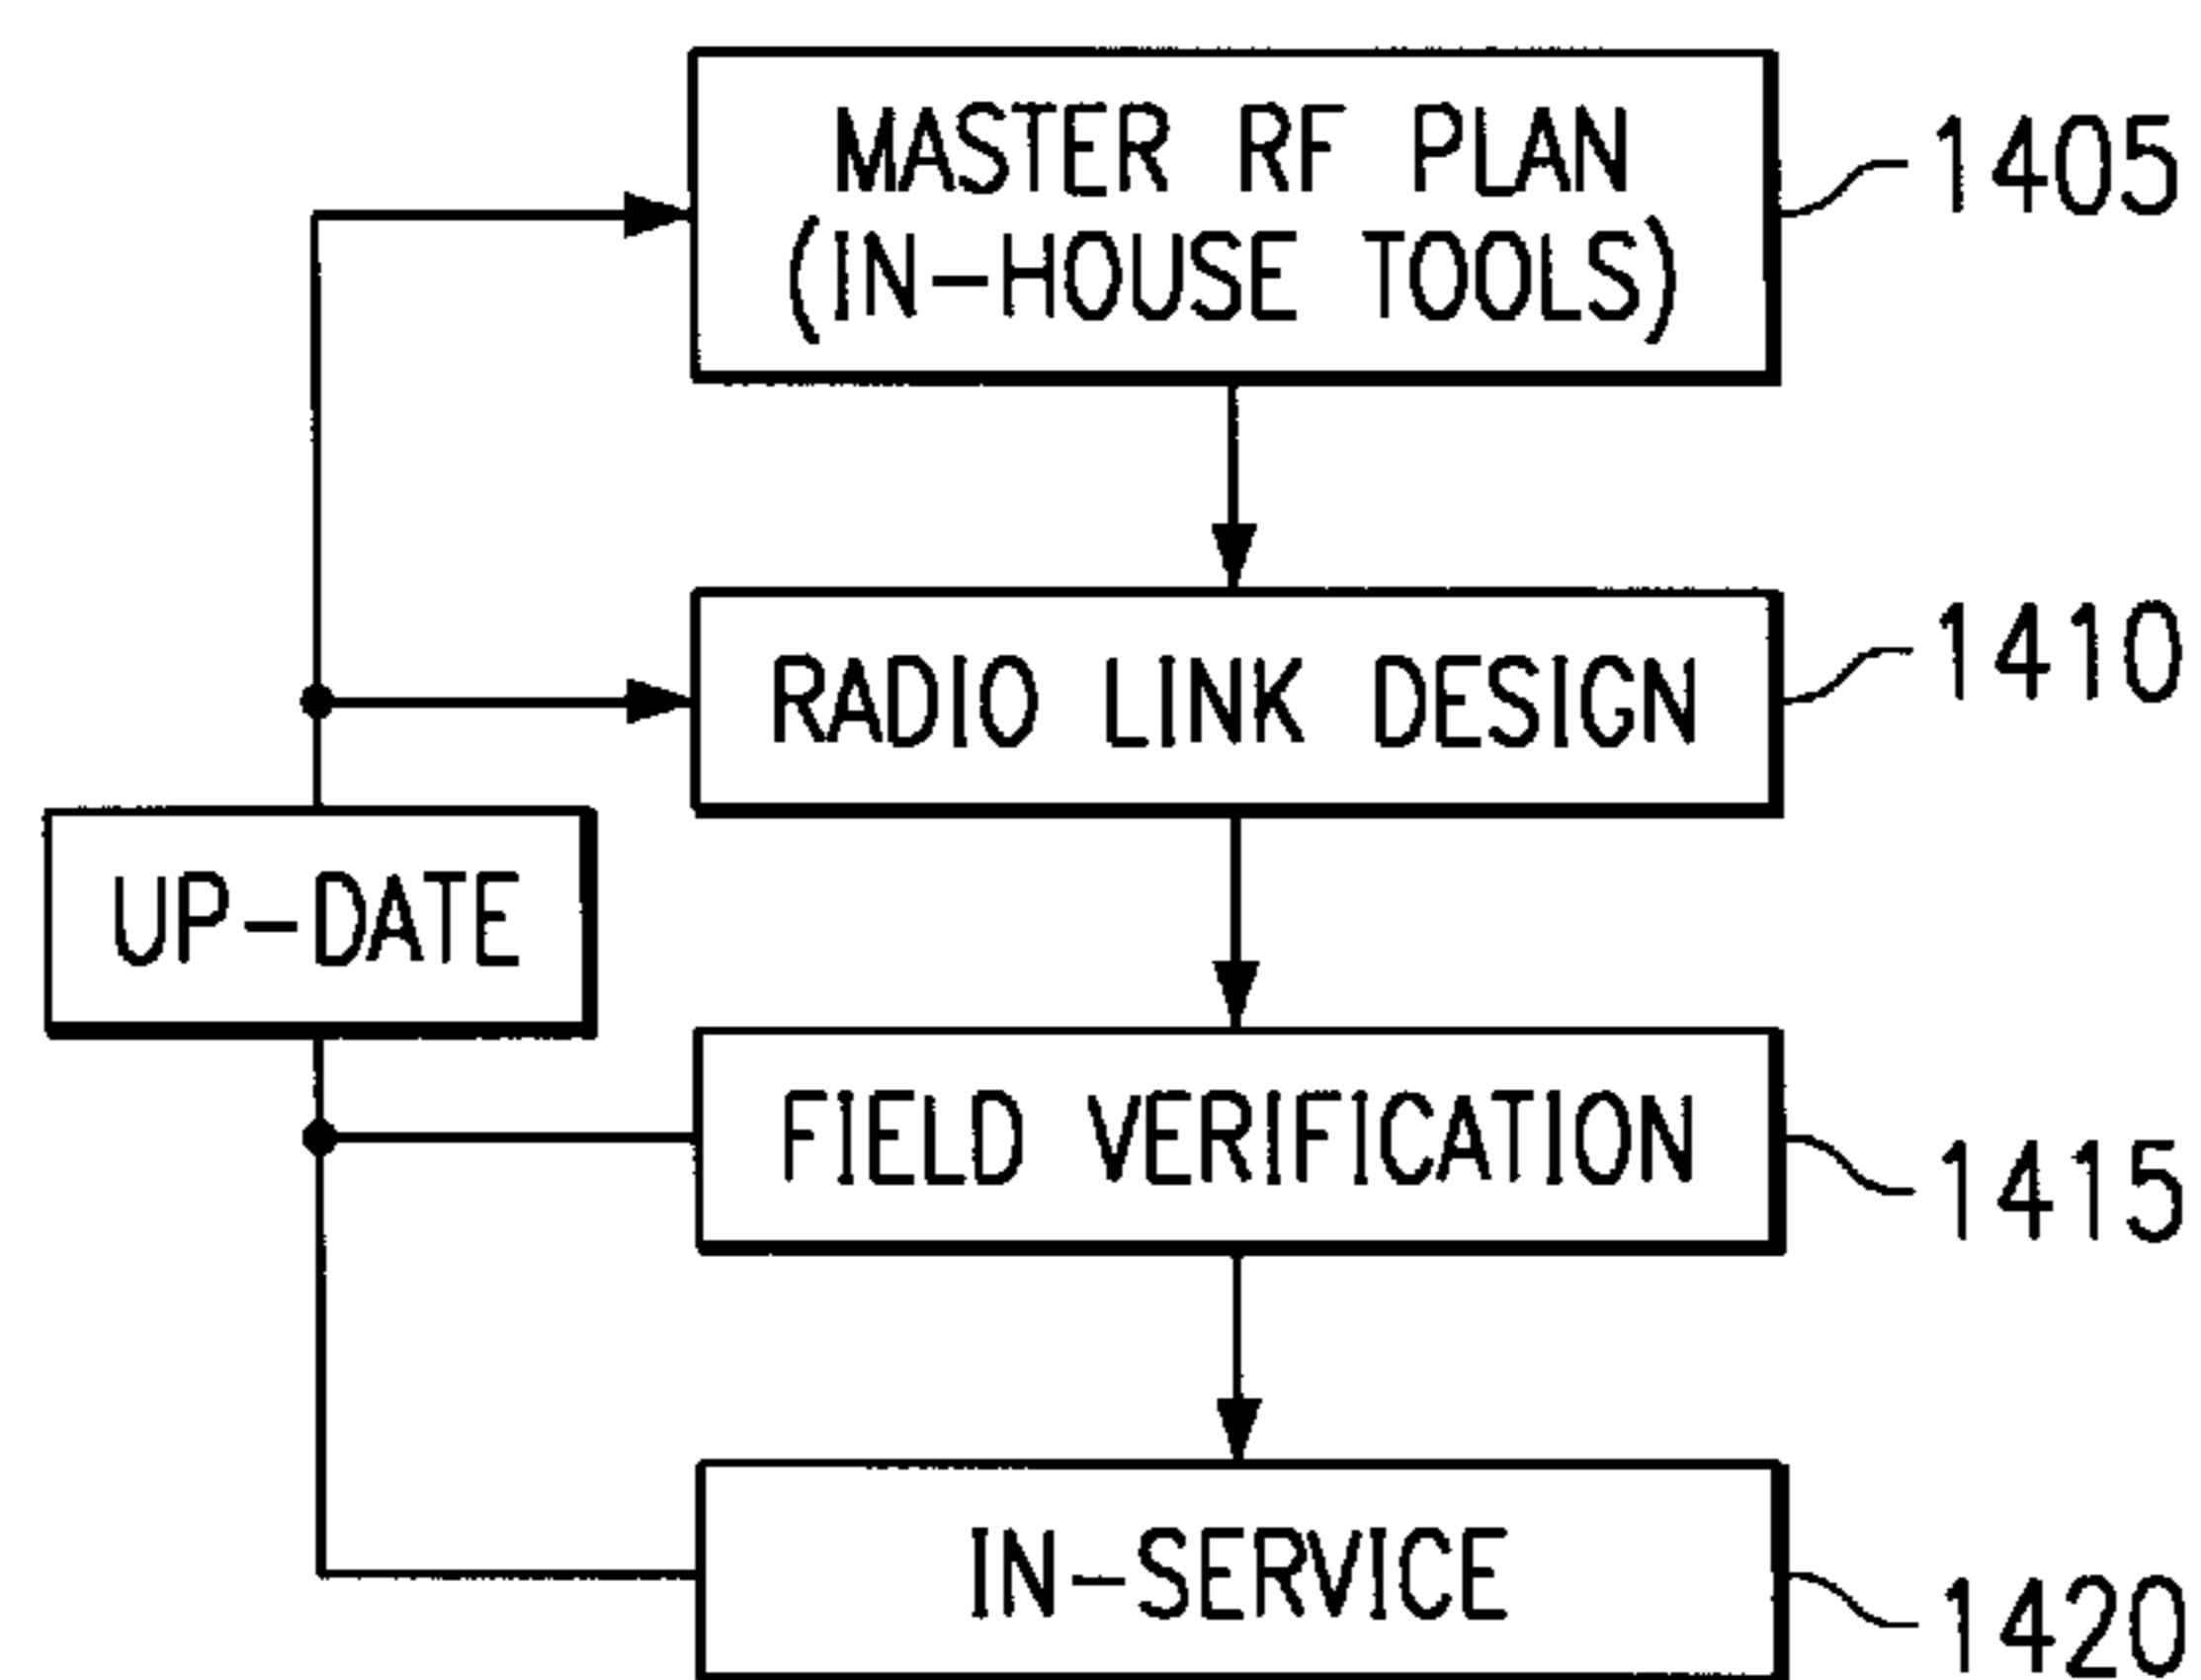 MASTER RF PLAN
(IN-HOUSE TOOLS)
1405
RADIO LINK DESIGN
1410
UP-DATE
FIELD VERIFICATION
1415
IN-SERVICE
1420